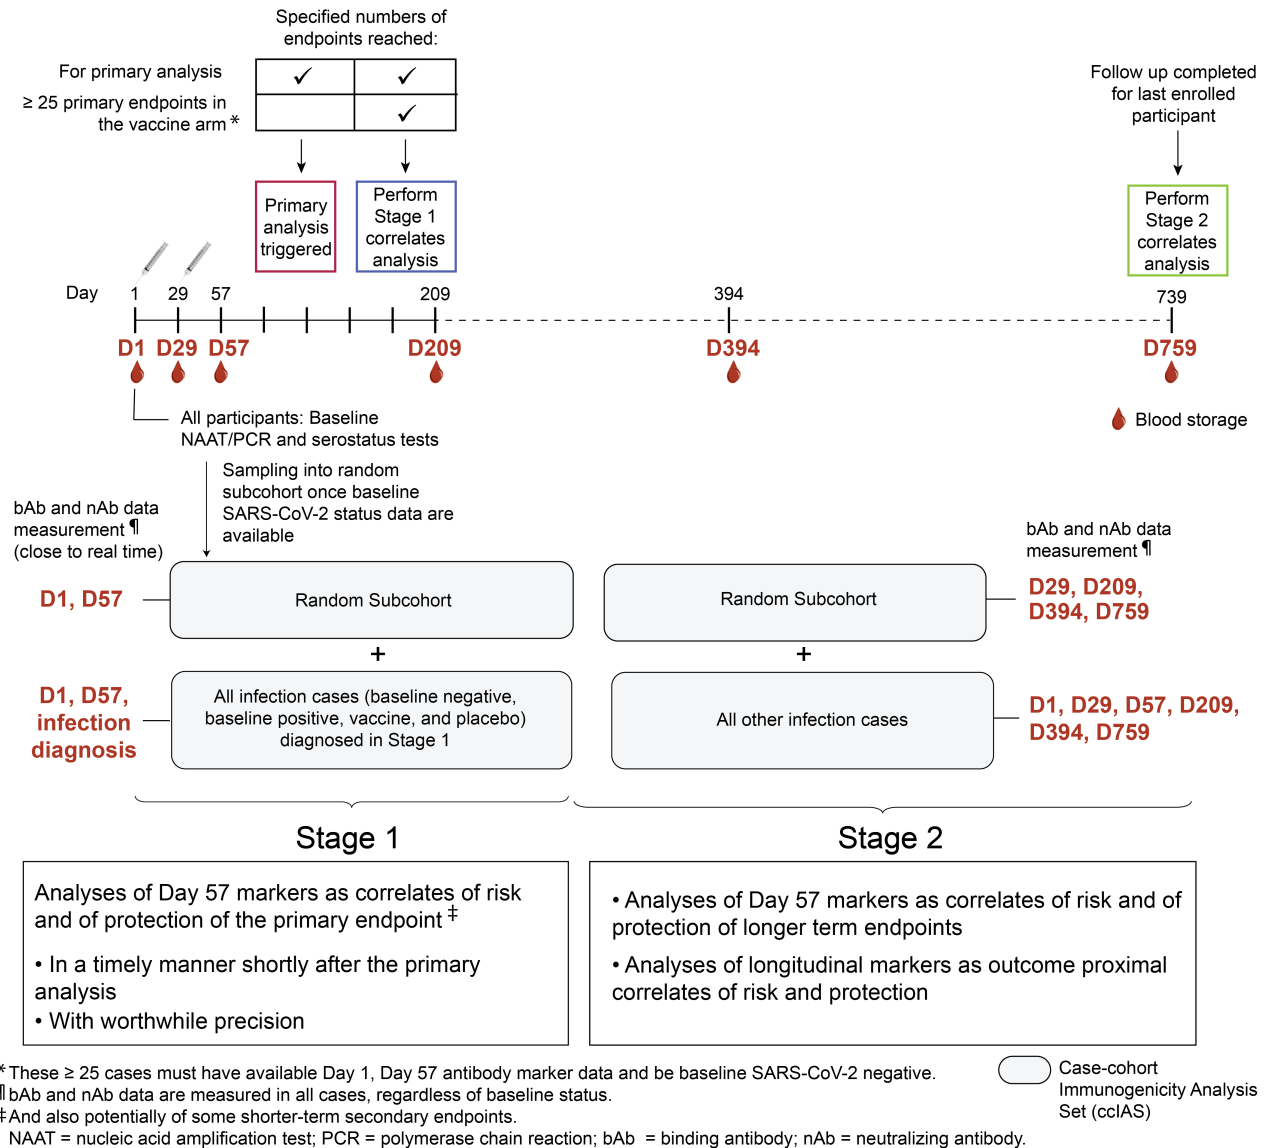 Specified numbers of
endpoints reached:
For primary analysis
✓ ✓
≥ 25 primary endpoints in
the vaccine arm *
✓
Follow up completed
for last enrolled
participant
Primary
analysis
triggered
Perform
Stage 1
correlates
analysis
Perform
Stage 2
correlates
analysis
Day 1 29 57 209 394 739
D1 D29 D57 D209 D394 D759
Blood storage
All participants: Baseline
NAAT/PCR and serostatus tests
Sampling into random
subcohort once baseline
SARS-CoV-2 status data are
available
bAb and nAb data
measurement ¶
(close to real time)
bAb and nAb data
measurement ¶
D1, D57
Random Subcohort
Random Subcohort
D29, D209,
D394, D759
+
+
D1, D57,
infection
diagnosis
All infection cases (baseline negative,
baseline positive, vaccine, and placebo)
diagnosed in Stage 1
All other infection cases
D1, D29, D57, D209,
D394, D759
Stage 1
Stage 2
Analyses of Day 57 markers as correlates of risk
and of protection of the primary endpoint ‡
• In a timely manner shortly after the primary
analysis
• With worthwhile precision
• Analyses of Day 57 markers as correlates of risk and of
protection of longer term endpoints
• Analyses of longitudinal markers as outcome proximal
correlates of risk and protection
* These ≥ 25 cases must have available Day 1, Day 57 antibody marker data and be baseline SARS-CoV-2 negative.
¶ bAb and nAb data are measured in all cases, regardless of baseline status.
‡ And also potentially of some shorter-term secondary endpoints.
NAAT = nucleic acid amplification test; PCR = polymerase chain reaction; bAb = binding antibody; nAb = neutralizing antibody.
Case-cohort
Immunogenicity Analysis
Set (ccIAS)